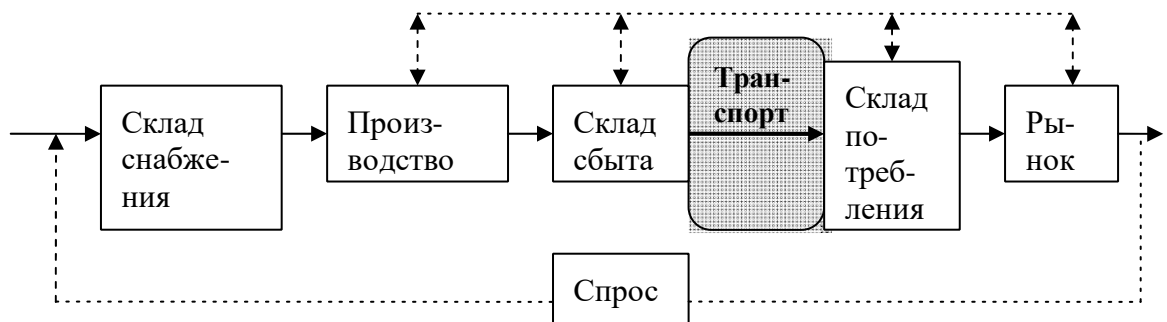 Склад
снабже-
ния
Произ-
водство
Склад
сбыта
Тран-
спорт
Склад
по-
треб-
ления
Ры-
нок
Спрос